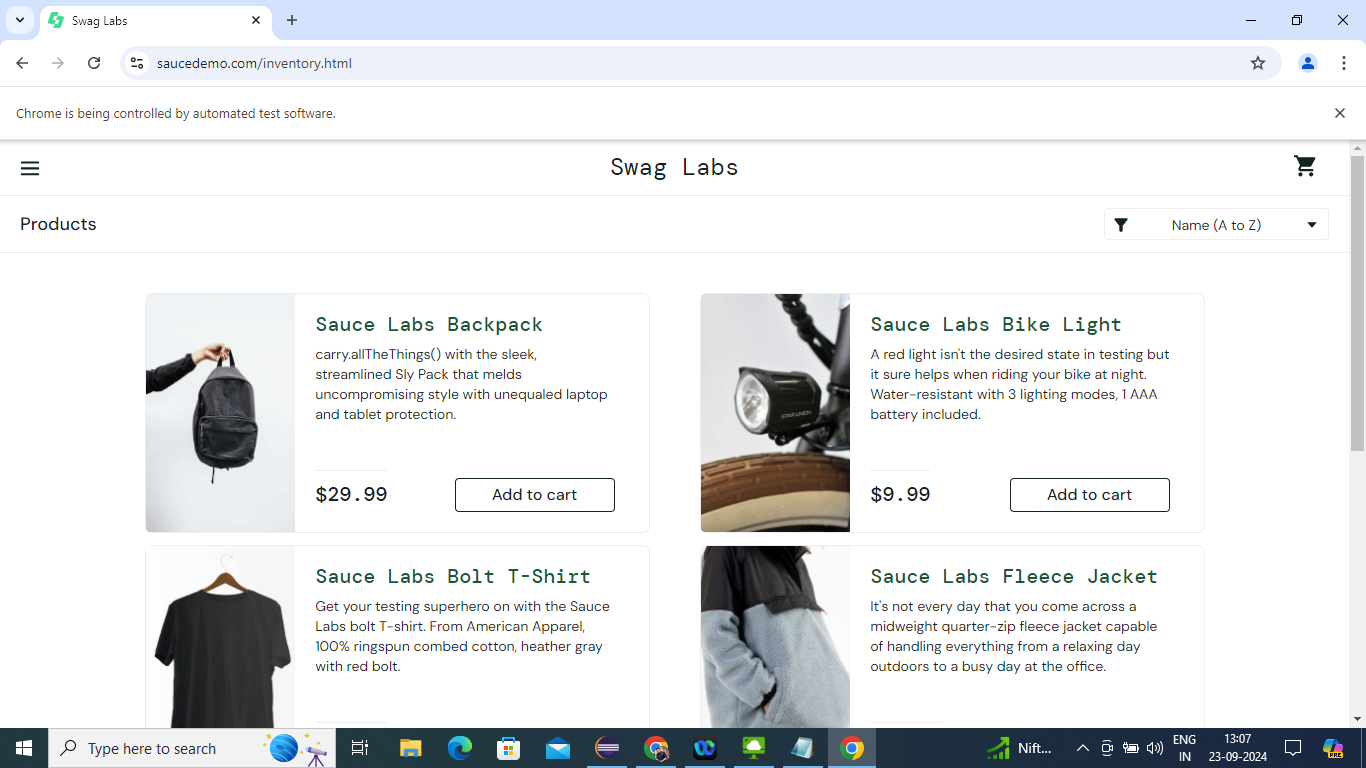 Swag Labs
saucedemo.com/inventory.html
Chrome is being controlled by automated test software.
Swag Labs
Products
Name (A to Z)
Sauce Labs Backpack
carry.allTheThings() with the sleek,
streamlined Sly Pack that melds
uncompromising style with unequaled laptop
and tablet protection.
$29.99
Add to cart
Sauce Labs Bike Light
A red light isn't the desired state in testing but
it sure helps when riding your bike at night.
Water-resistant with 3 lighting modes, 1 AAA
battery included.
STAR UNION
$9.99
Add to cart
Sauce Labs Bolt T-Shirt
Get your testing superhero on with the Sauce
Labs bolt T-shirt. From American Apparel,
100% ringspun combed cotton, heather gray
with red bolt.
Sauce Labs Fleece Jacket
It's not every day that you come across a
midweight quarter-zip fleece jacket capable
of handling everything from a relaxing day
outdoors to a busy day at the office.
Type here to search
Nift...
ENG
IN
13:07
23-09-2024
PRE